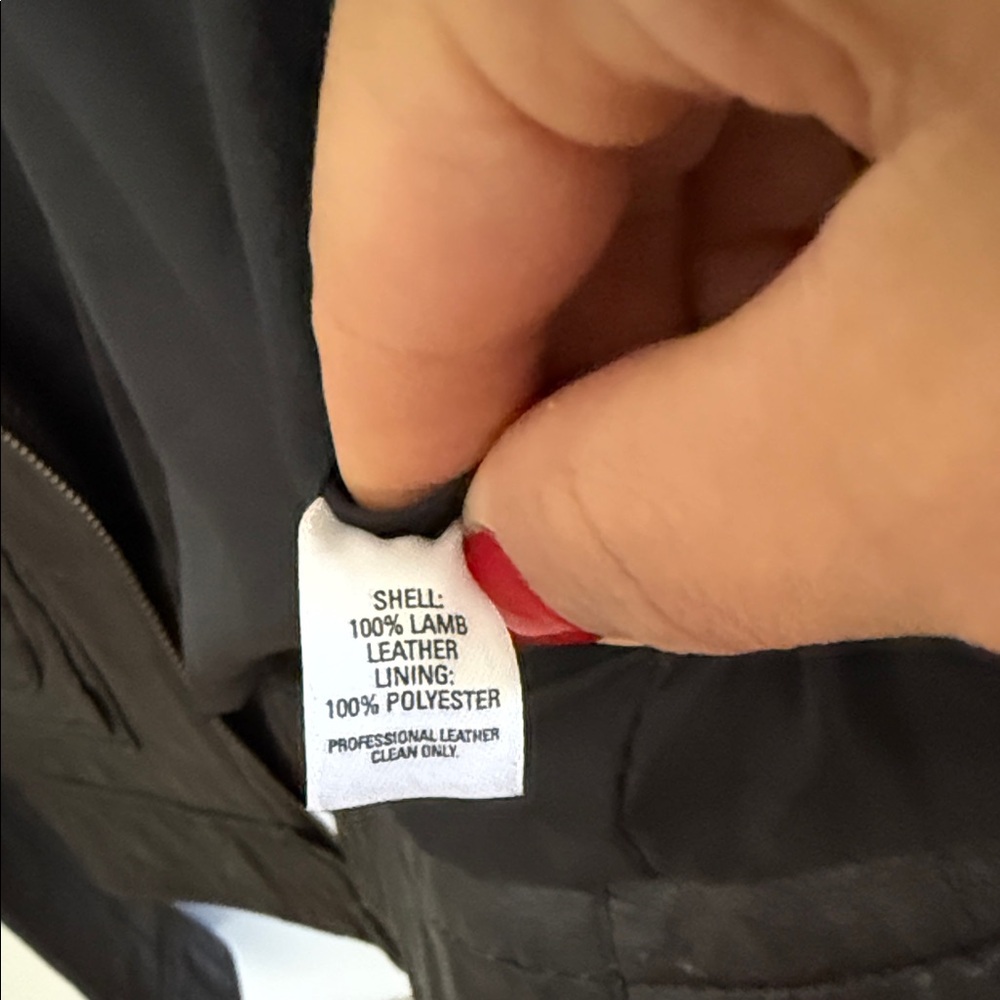 SHELL:
100% LAMB
LEATHER
LINING:
100% POLYESTER
PROFESSIONAL LEATHER
CLEAN ONLY.